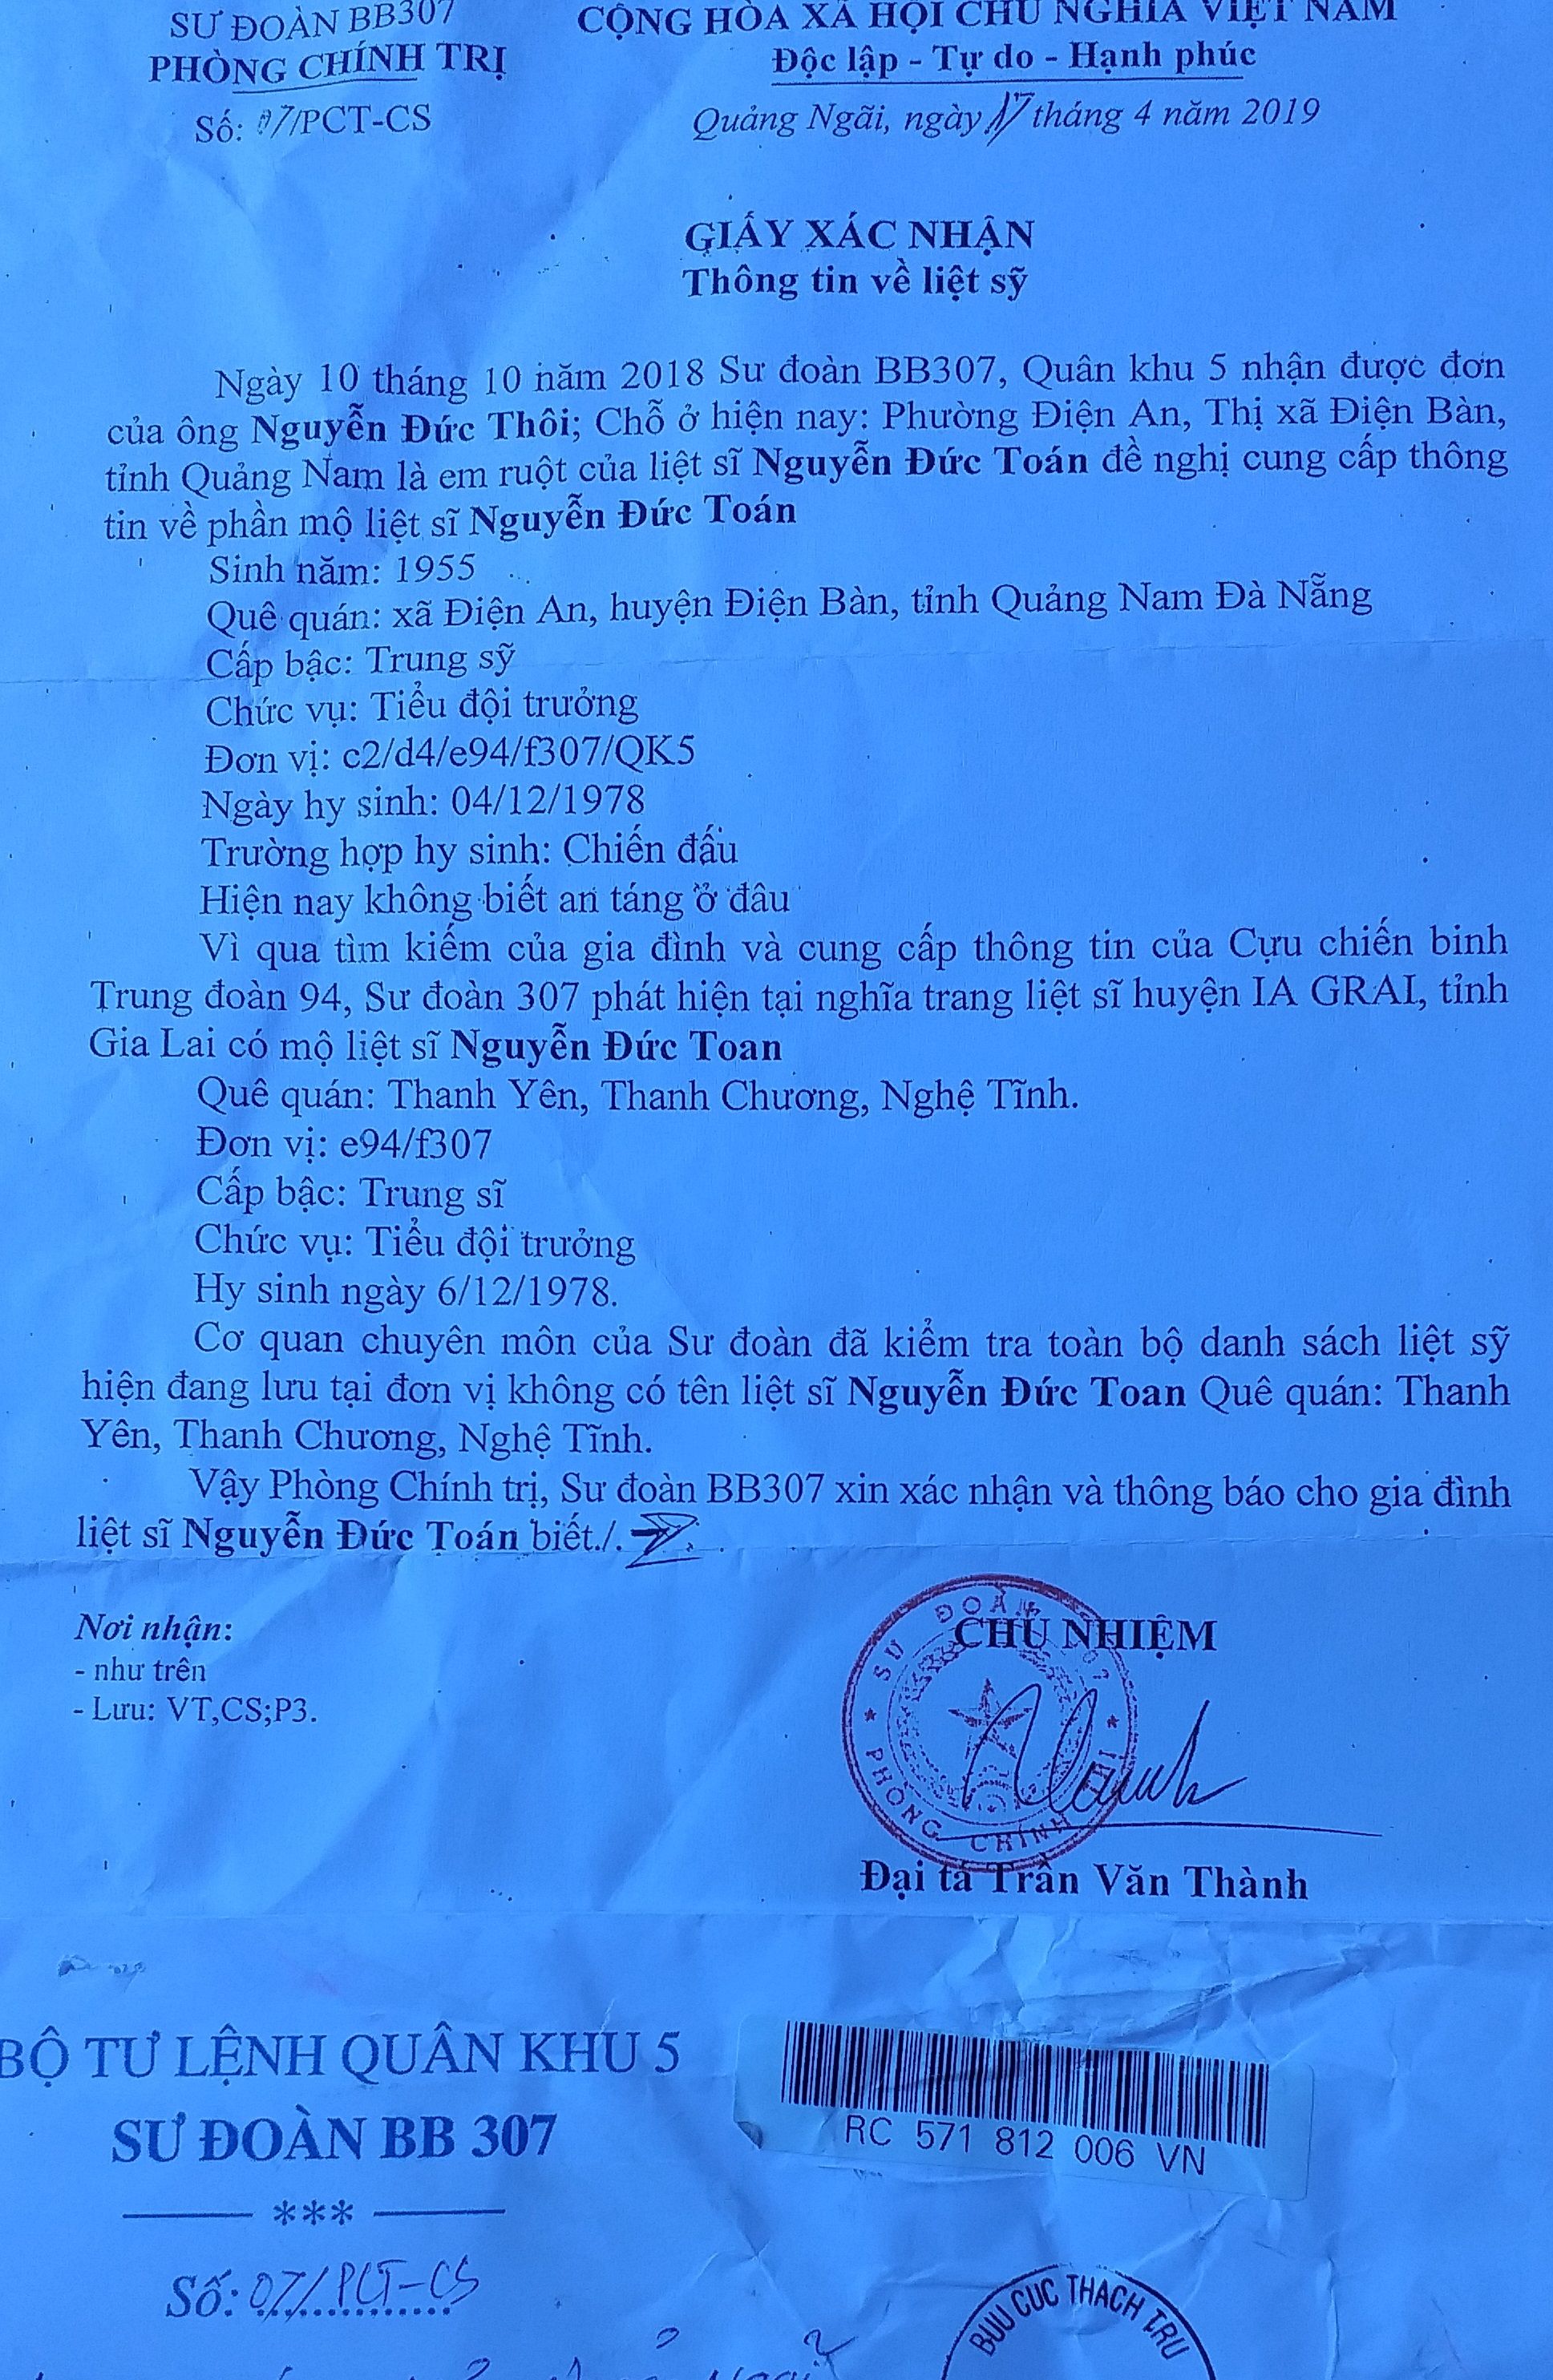 SƯ ĐOÀN BB307
PHÒNG CHÍNH TRỊ
Số: 07/PCT-CS
CỘNG HÒA XÃ HỘI CHỦ NGHĨA VIỆT NAM
Độc lập - Tự do - Hạnh phúc
Quảng Ngãi, ngày 17 tháng 4 năm 2019
GIẤY XÁC NHẬN
Thông tin về liệt sỹ
Ngày 10 tháng 10 năm 2018 Sư đoàn BB307, Quân khu 5 nhận được đơn
của ông Nguyễn Đức Thôi; Chỗ ở hiện nay: Phường Điện An, Thị xã Điện Bàn,
tỉnh Quảng Nam là em ruột của liệt sĩ Nguyễn Đức Toán đề nghị cung cấp thông
tin về phần mộ liệt sĩ Nguyễn Đức Toán
Sinh năm: 1955
Quê quán: xã Điện An, huyện Điện Bàn, tỉnh Quảng Nam Đà Nẵng
Cấp bậc: Trung sỹ
Chức vụ: Tiểu đội trưởng
Đơn vị: c2/d4/e94/f307/QK5
Ngày hy sinh: 04/12/1978
Trường hợp hy sinh: Chiến đấu
Hiện nay không biết an táng ở đâu
Vì qua tìm kiếm của gia đình và cung cấp thông tin của Cựu chiến binh
Trung đoàn 94, Sư đoàn 307 phát hiện tại nghĩa trang liệt sĩ huyện IA GRAI, tỉnh
Gia Lai có mộ liệt sĩ Nguyễn Đức Toan
Quê quán: Thanh Yên, Thanh Chương, Nghệ Tĩnh.
Đơn vị: e94/f307
Cấp bậc: Trung sĩ
Chức vụ: Tiểu đội trưởng
Hy sinh ngày 6/12/1978.
Cơ quan chuyên môn của Sư đoàn đã kiểm tra toàn bộ danh sách liệt sỹ
hiện đang lưu tại đơn vị không có tên liệt sĩ Nguyễn Đức Toan Quê quán: Thanh
Yên, Thanh Chương, Nghệ Tĩnh.
Vậy Phòng Chính trị, Sư đoàn BB307 xin xác nhận và thông báo cho gia đình
liệt sĩ Nguyễn Đức Toán biết./.
Nơi nhận:
- như trên
- Lưu: VT,CS;P3.
CHỦ NHIỆM
SƯ ĐOÀN
PHÒNG CHÍNH
Đại tá Trần Văn Thành
BỘ TƯ LỆNH QUÂN KHU 5
SƯ ĐOÀN BB 307
***
Số: 07/PCT-CS
RC 571 812 006 VN
BUU CUC THACH TRU